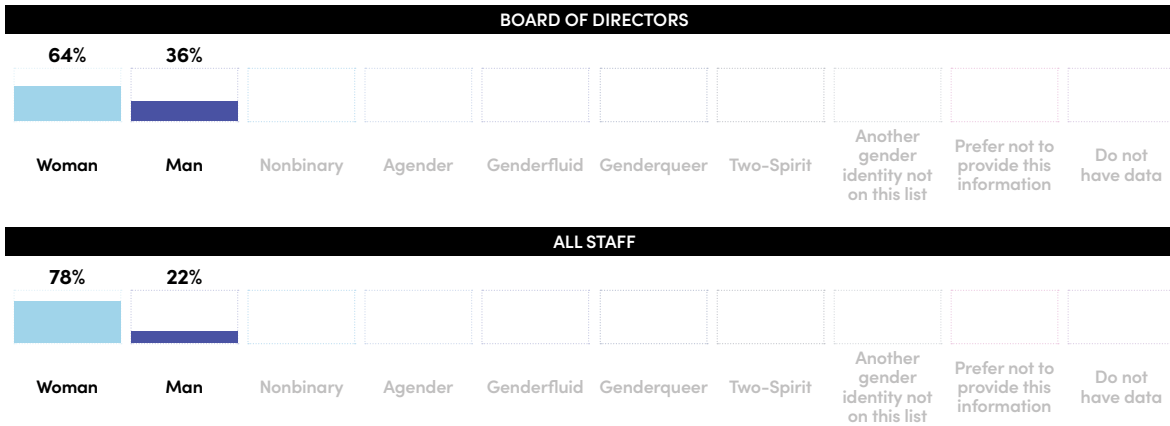 BOARD OF DIRECTORS
64% 36%
Woman Man Nonbinary Agender Genderfluid Genderqueer Two-Spirit Another gender identity not on this list Prefer not to provide this information Do not have data
ALL STAFF
78% 22%
Woman Man Nonbinary Agender Genderfluid Genderqueer Two-Spirit Another gender identity not on this list Prefer not to provide this information Do not have data